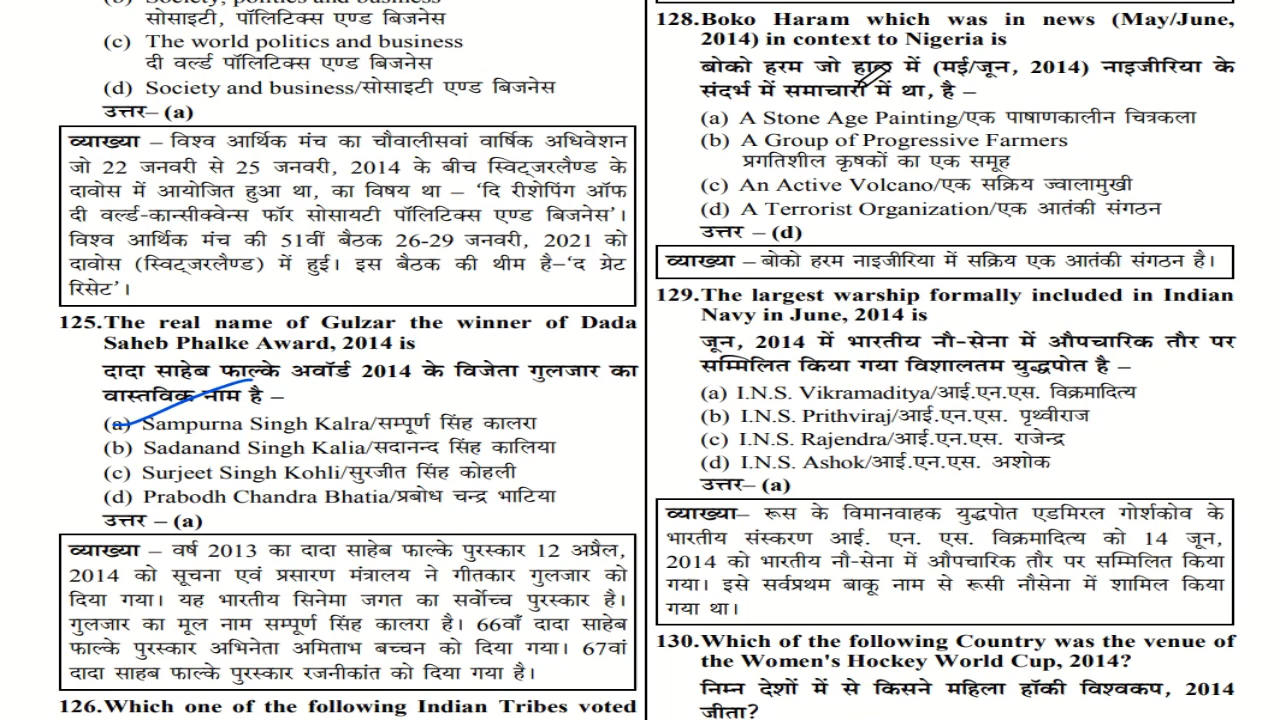 (b) Society, politics and business
सोसाइटी, पॉलिटिक्स एण्ड बिजनेस
(c) The world politics and business
दी वर्ल्ड पॉलिटिक्स एण्ड बिजनेस
(d) Society and business/सोसाइटी एण्ड बिजनेस
उत्तर– (a)
व्याख्या – विश्व आर्थिक मंच का चौवालीसवां वार्षिक अधिवेशन
जो 22 जनवरी से 25 जनवरी, 2014 के बीच स्विट्जरलैण्ड के
दावोस में आयोजित हुआ था, का विषय था – ‘दि रीशेपिंग ऑफ
दी वर्ल्ड-कान्सीक्वेन्स फॉर सोसायटी पॉलिटिक्स एण्ड बिजनेस’।
विश्व आर्थिक मंच की 51वीं बैठक 26-29 जनवरी, 2021 को
दावोस (स्विट्जरलैण्ड) में हुई। इस बैठक की थीम है–‘द ग्रेट
रिसेट’।
125.The real name of Gulzar the winner of Dada
Saheb Phalke Award, 2014 is
दादा साहेब फाल्के अवॉर्ड 2014 के विजेता गुलजार का
वास्तविक नाम है –
(a) Sampurna Singh Kalra/सम्पूर्ण सिंह कालरा
(b) Sadanand Singh Kalia/सदानन्द सिंह कालिया
(c) Surjeet Singh Kohli/सुरजीत सिंह कोहली
(d) Prabodh Chandra Bhatia/प्रबोध चन्द्र भाटिया
उत्तर – (a)
व्याख्या – वर्ष 2013 का दादा साहेब फाल्के पुरस्कार 12 अप्रैल,
2014 को सूचना एवं प्रसारण मंत्रालय ने गीतकार गुलजार को
दिया गया। यह भारतीय सिनेमा जगत का सर्वोच्च पुरस्कार है।
गुलजार का मूल नाम सम्पूर्ण सिंह कालरा है। 66वाँ दादा साहेब
फाल्के पुरस्कार अभिनेता अमिताभ बच्चन को दिया गया। 67वां
दादा साहब फाल्के पुरस्कार रजनीकांत को दिया गया है।
126.Which one of the following Indian Tribes voted
128.Boko Haram which was in news (May/June,
2014) in context to Nigeria is
बोको हरम जो हाल में (मई/जून, 2014) नाइजीरिया के
संदर्भ में समाचारों में था, है –
(a) A Stone Age Painting/एक पाषाणकालीन चित्रकला
(b) A Group of Progressive Farmers
प्रगतिशील कृषकों का एक समूह
(c) An Active Volcano/एक सक्रिय ज्वालामुखी
(d) A Terrorist Organization/एक आतंकी संगठन
उत्तर – (d)
व्याख्या – बोको हरम नाइजीरिया में सक्रिय एक आतंकी संगठन है।
129.The largest warship formally included in Indian
Navy in June, 2014 is
जून, 2014 में भारतीय नौ-सेना में औपचारिक तौर पर
सम्मिलित किया गया विशालतम युद्धपोत है –
(a) I.N.S. Vikramaditya/आई.एन.एस. विक्रमादित्य
(b) I.N.S. Prithviraj/आई.एन.एस. पृथ्वीराज
(c) I.N.S. Rajendra/आई.एन.एस. राजेन्द्र
(d) I.N.S. Ashok/आई.एन.एस. अशोक
उत्तर– (a)
व्याख्या– रूस के विमानवाहक युद्धपोत एडमिरल गोर्शकोव के
भारतीय संस्करण आई. एन. एस. विक्रमादित्य को 14 जून,
2014 को भारतीय नौ-सेना में औपचारिक तौर पर सम्मिलित किया
गया। इसे सर्वप्रथम बाकू नाम से रूसी नौसेना में शामिल किया
गया था।
130.Which of the following Country was the venue of
the Women's Hockey World Cup, 2014?
निम्न देशों में से किसने महिला हॉकी विश्वकप, 2014
जीता?